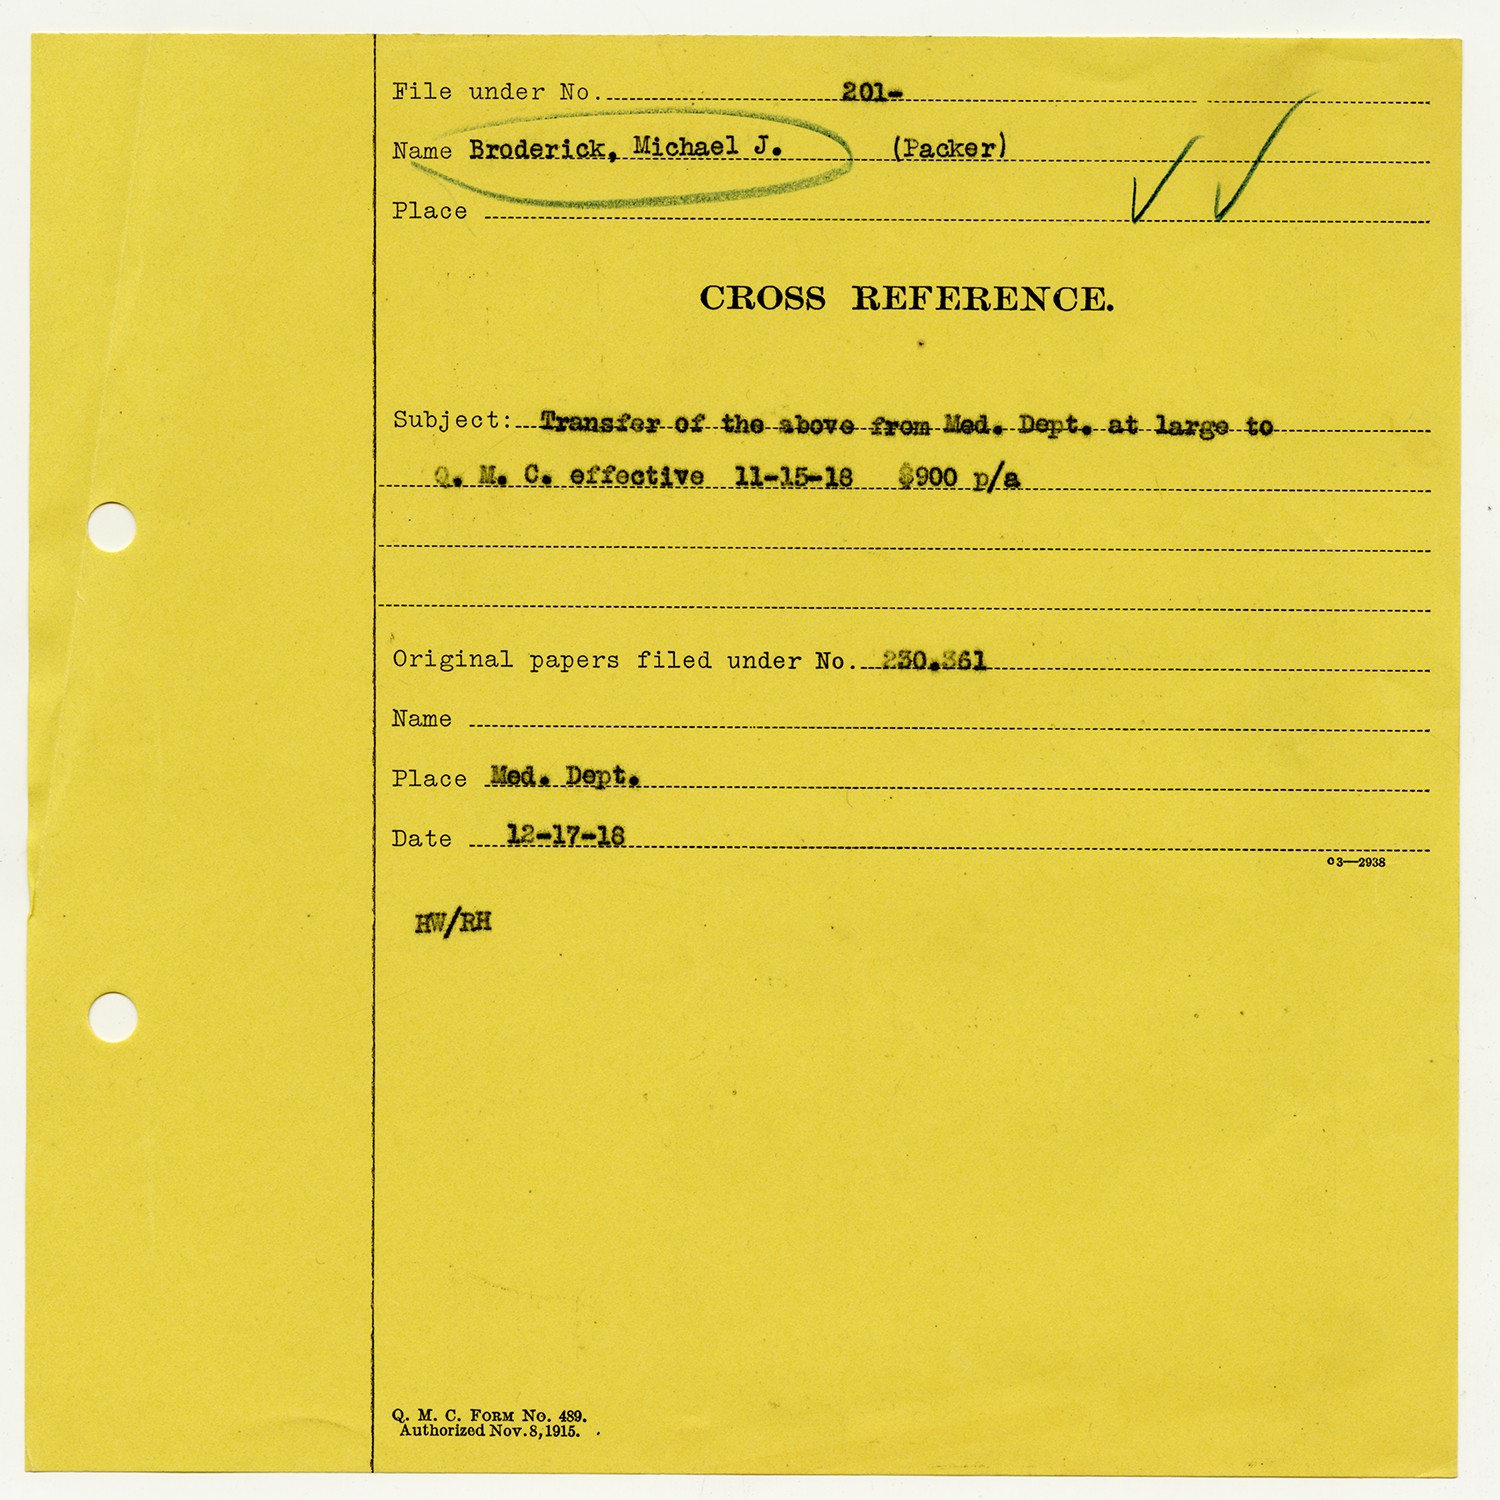 File under No. 201-
Name Broderick, Michael J. (Packer)
Place
CROSS REFERENCE.
Subject: Transfer of the above from Med. Dept. at large to
Q. M. C. effective 11-15-18 $900 p/a
Original papers filed under No. 230.361
Name
Place Med. Dept.
Date 12-17-18
c3—2938
HW/RH
Q. M. C. Form No. 489.
Authorized Nov. 8, 1915.